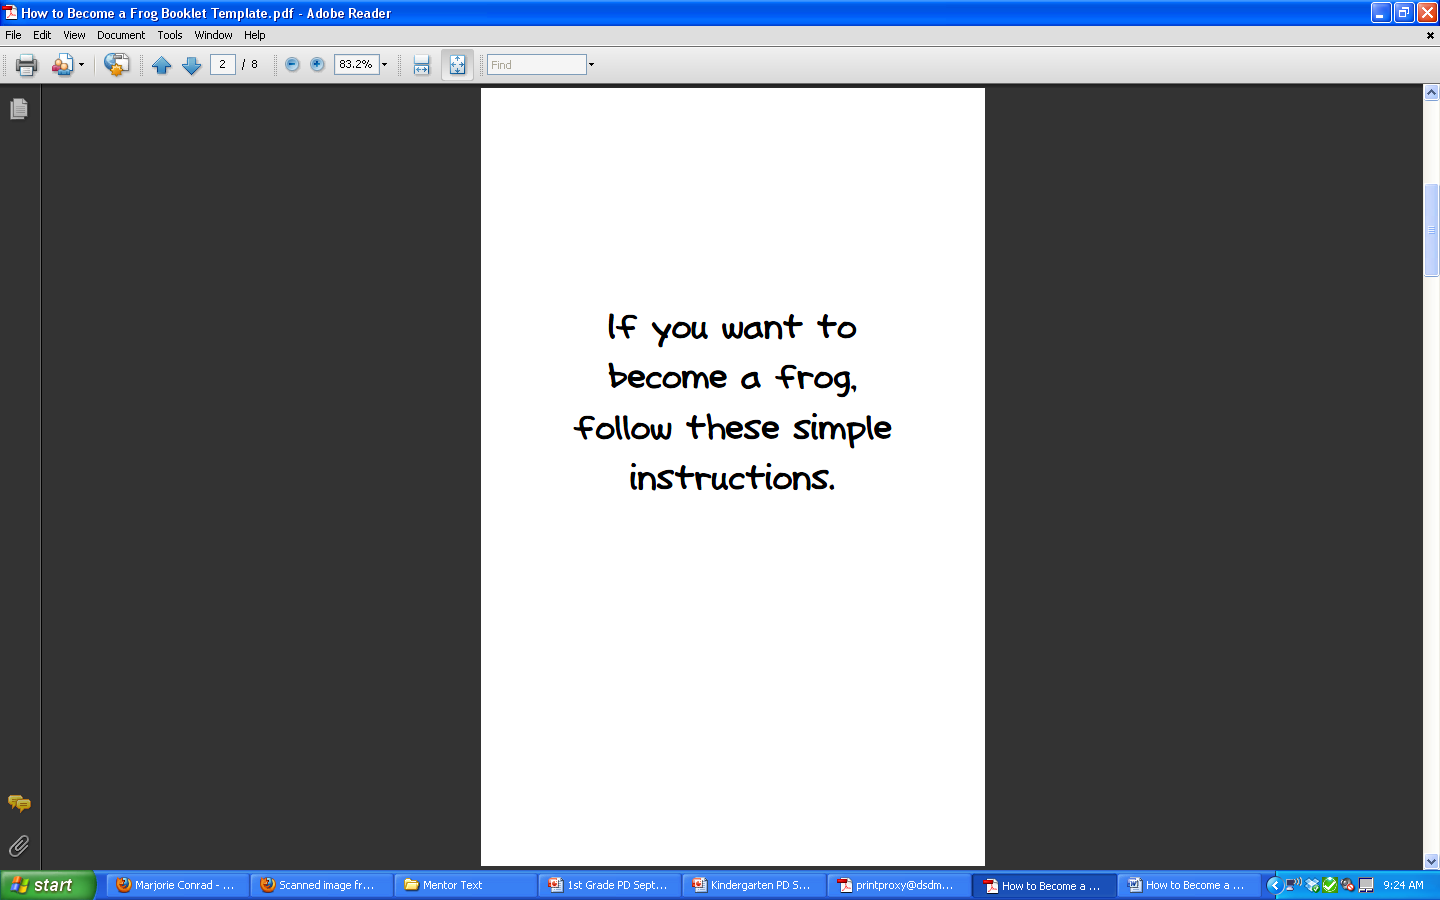 How to Become a Frog Booklet Template.pdf - Adobe Reader
File Edit View Document Tools Window Help
2 / 8 83.2% Find
If you want to
become a frog,
follow these simple
instructions.
start Marjorie Conrad - ... Scanned image fr... Mentor Text 1st Grade PD Sept... Kindergarten PD S... printproxy@dsdm... How to Become a ... How to Become a ... 9:24 AM